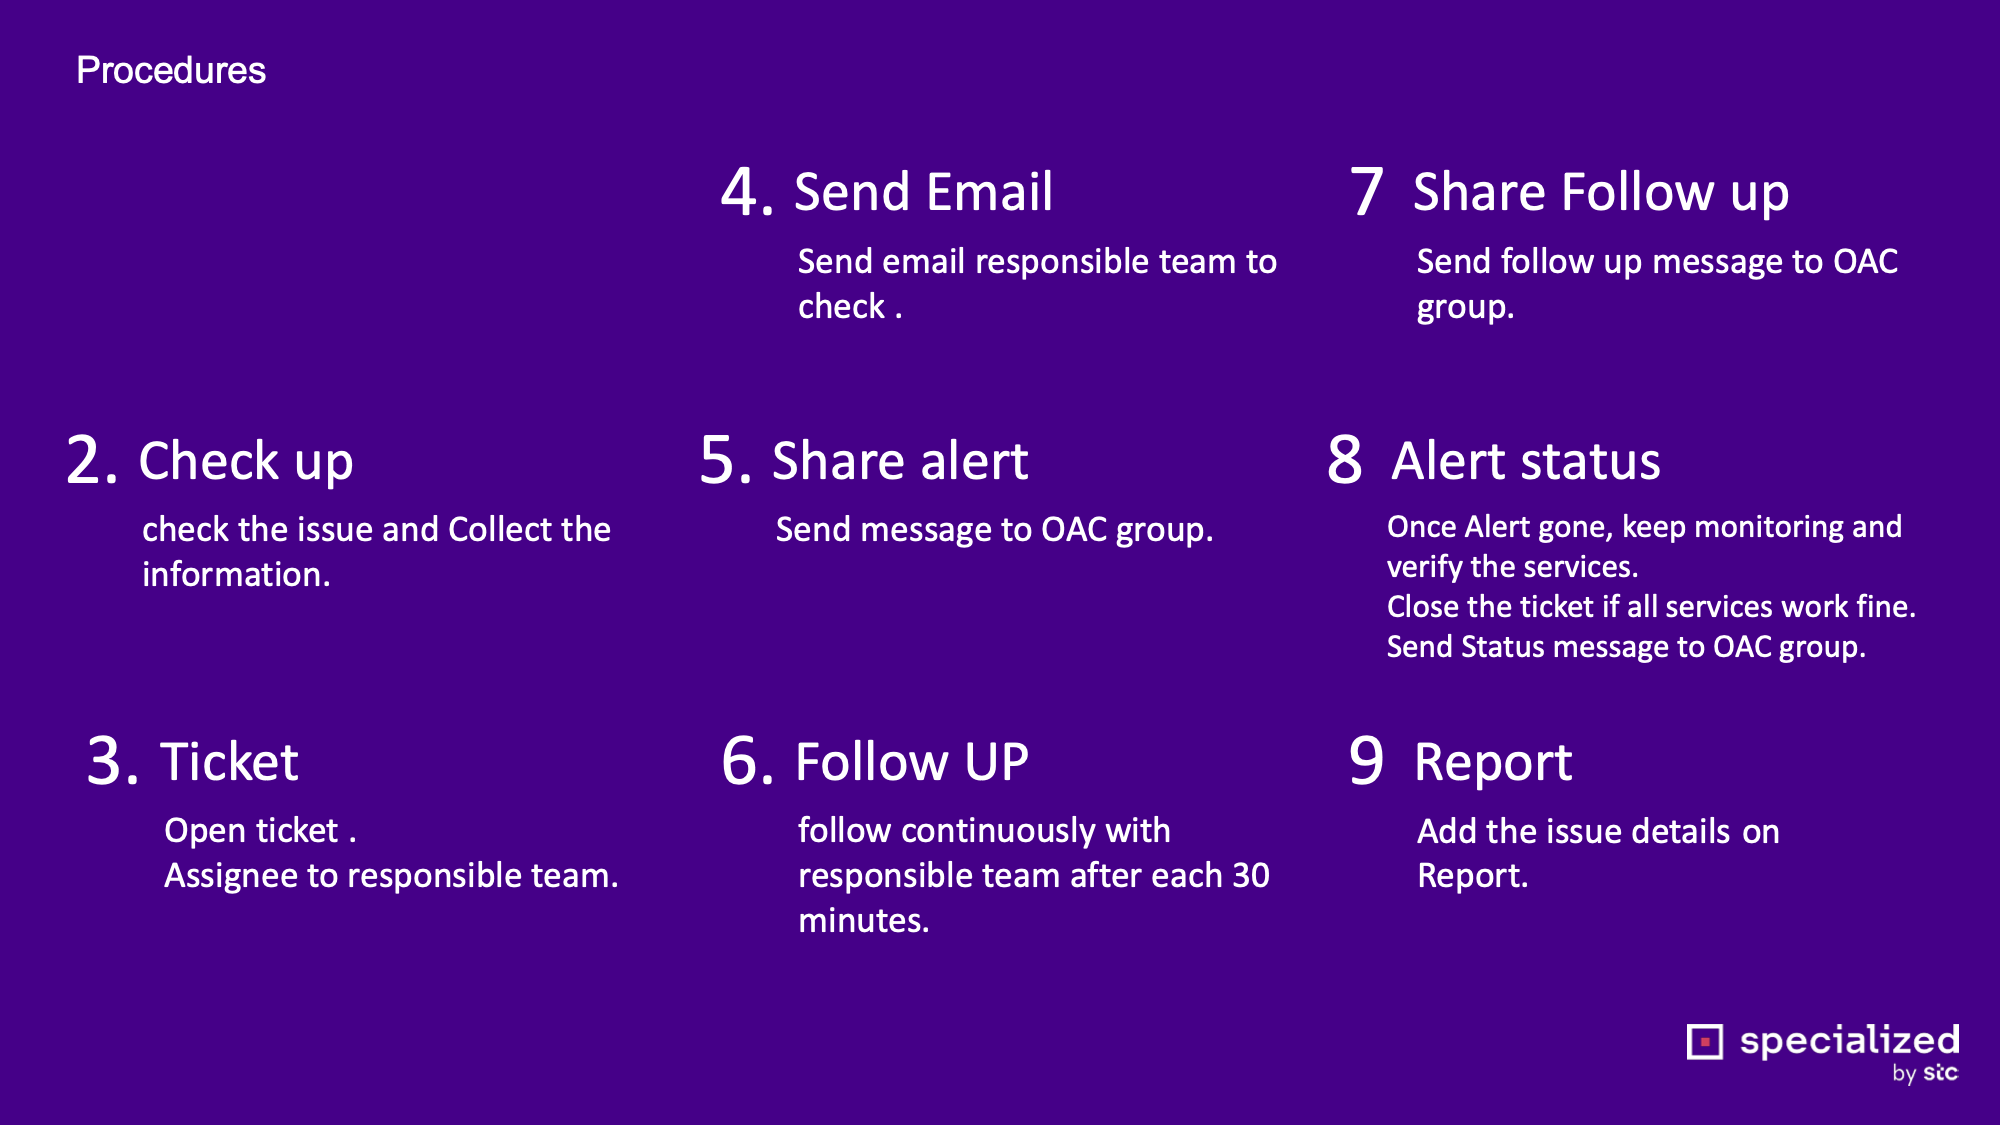 Procedures
2. Check up
check the issue and Collect the
information.
3. Ticket
Open ticket .
Assignee to responsible team.
4. Send Email
Send email responsible team to
check .
5. Share alert
Send message to OAC group.
6. Follow UP
follow continuously with
responsible team after each 30
minutes.
7 Share Follow up
Send follow up message to OAC
group.
8 Alert status
Once Alert gone, keep monitoring and
verify the services.
Close the ticket if all services work fine.
Send Status message to OAC group.
9 Report
Add the issue details on
Report.
specialized
by stc